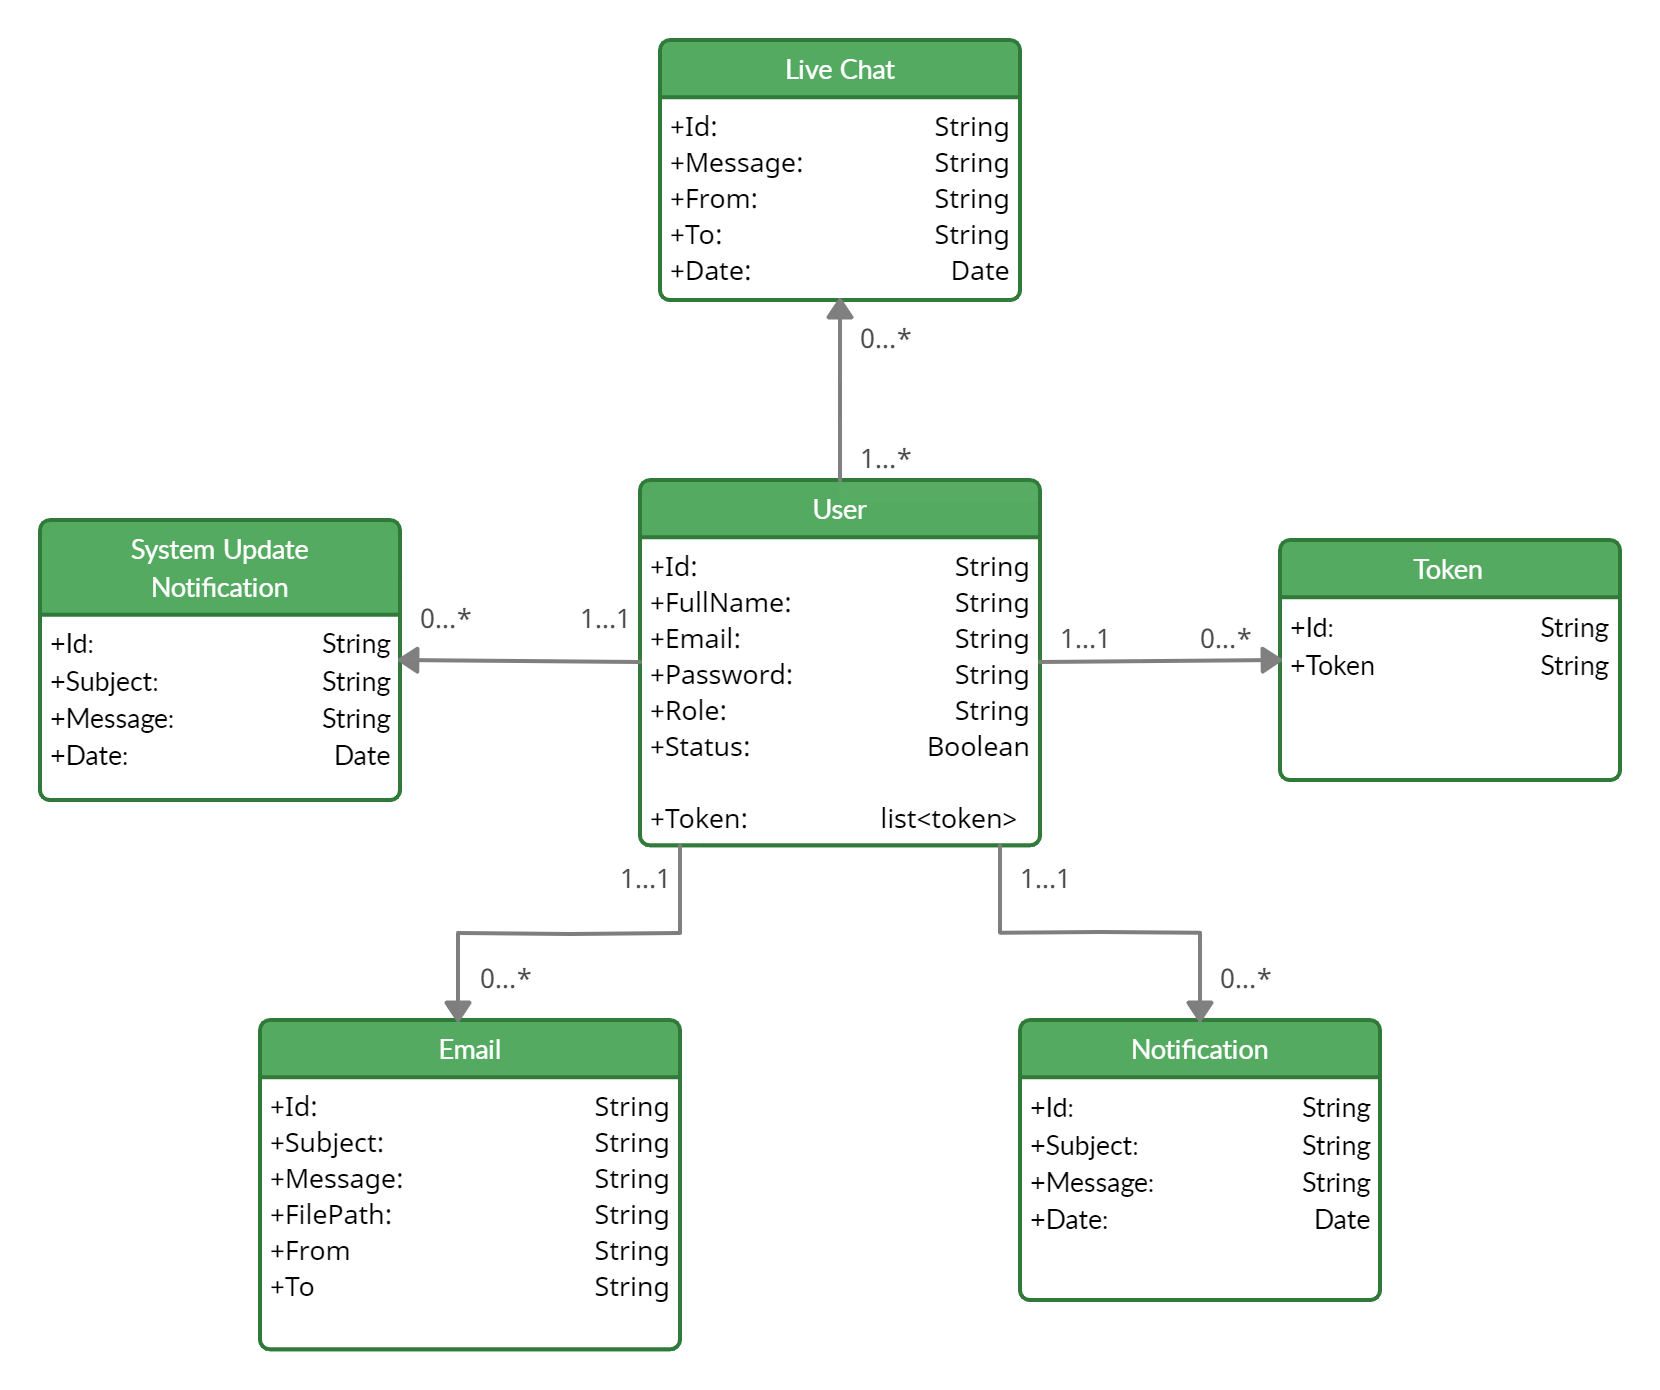 Live Chat
+Id: String
+Message: String
+From: String
+To: String
+Date: Date
0...*
1...*
User
+Id: String
+FullName: String
+Email: String
+Password: String
+Role: String
+Status: Boolean
+Token: list<token>
System Update
Notification
+Id: String
+Subject: String
+Message: String
+Date: Date
0...* 1...1
1...1 0...*
Token
+Id: String
+Token String
1...1
0...*
1...1
0...*
Email
+Id: String
+Subject: String
+Message: String
+FilePath: String
+From String
+To String
Notification
+Id: String
+Subject: String
+Message: String
+Date: Date